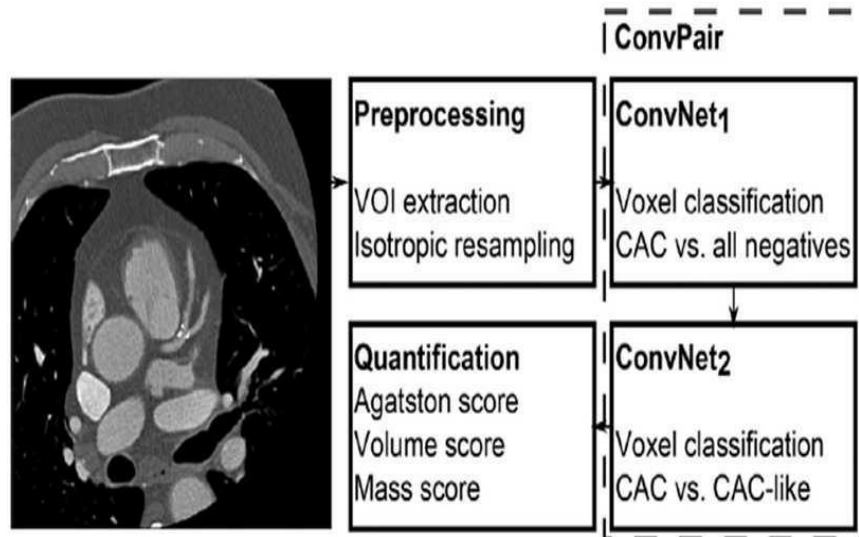 ConvPair
Preprocessing
VOI extraction
Isotropic resampling
ConvNet1
Voxel classification
CAC vs. all negatives
ConvNet2
Voxel classification
CAC vs. CAC-like
Quantification
Agatston score
Volume score
Mass score